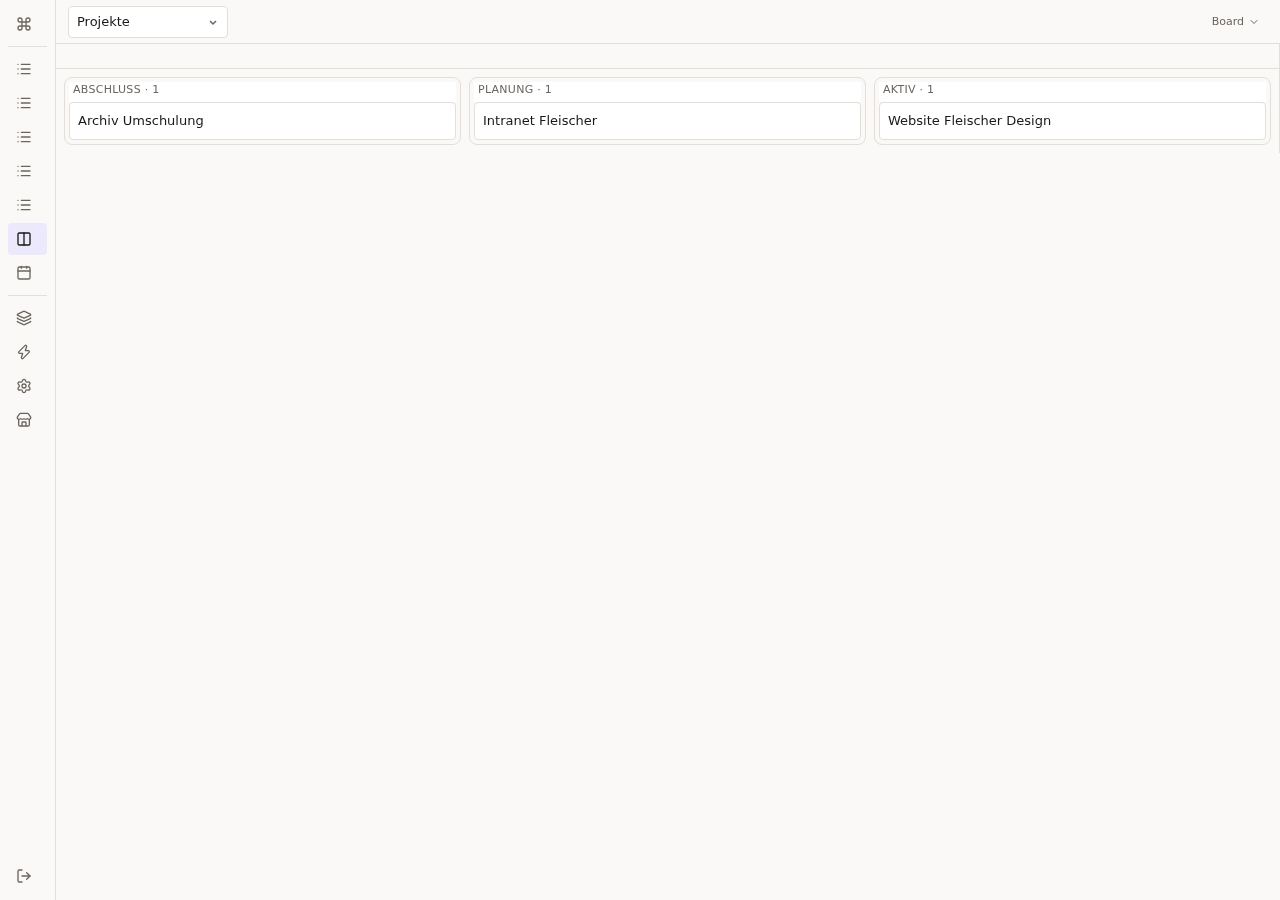 Projekte
Board
ABSCHLUSS · 1
Archiv Umschulung
PLANUNG · 1
Intranet Fleischer
AKTIV · 1
Website Fleischer Design